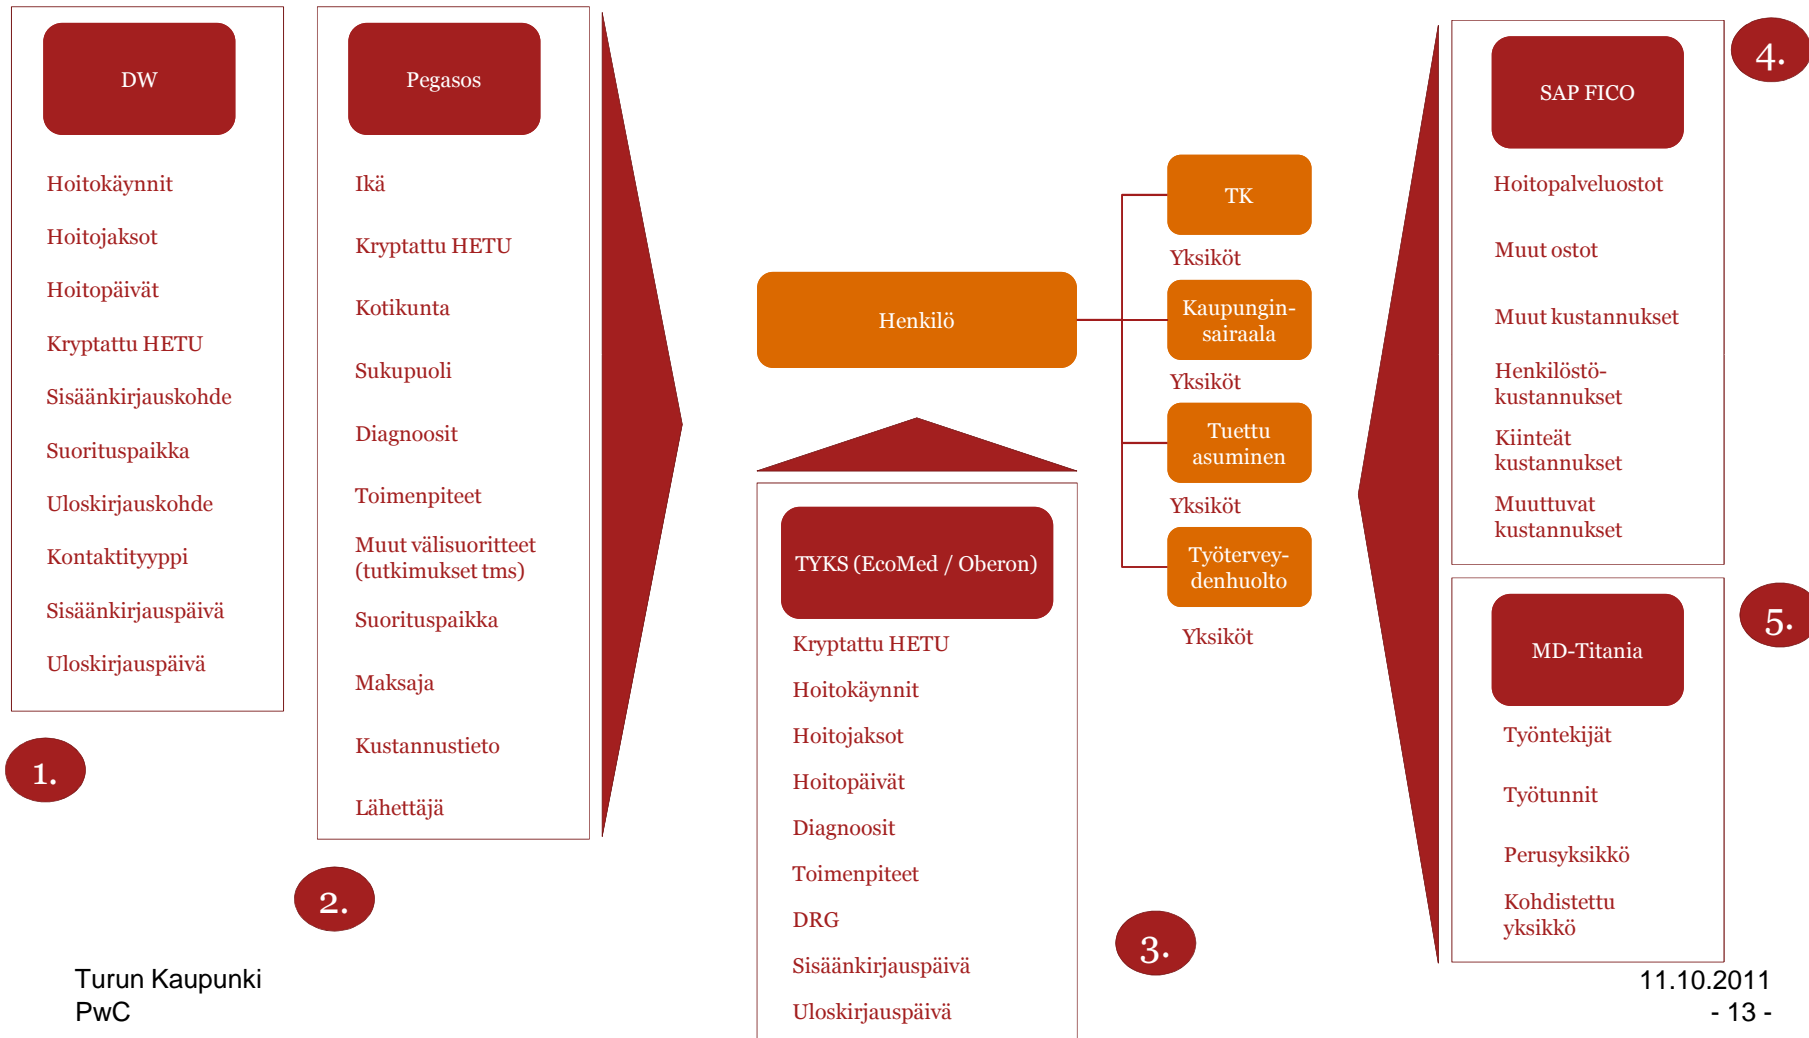 DW
Hoitokäynnit
Hoitojaksot
Hoitopäivät
Kryptattu HETU
Sisäänkirjauskohde
Suorituspaikka
Uloskirjauskohde
Kontaktityyppi
Sisäänkirjauspäivä
Uloskirjauspäivä
1.
Pegasos
Ikä
Kryptattu HETU
Kotikunta
Sukupuoli
Diagnoosit
Toimenpiteet
Muut välisuoritteet
(tutkimukset tms)
Suorituspaikka
Maksaja
Kustannustieto
Lähettäjä
2.
Henkilö
TK
Yksiköt
Kaupungin-
sairaala
Yksiköt
Tuettu
asuminen
Yksiköt
Työtervey-
denhuolto
Yksiköt
TYKS (EcoMed / Oberon)
Kryptattu HETU
Hoitokäynnit
Hoitojaksot
Hoitopäivät
Diagnoosit
Toimenpiteet
DRG
Sisäänkirjauspäivä
Uloskirjauspäivä
3.
SAP FICO
Hoitopalveluostot
Muut ostot
Muut kustannukset
Henkilöstö-
kustannukset
Kiinteät
kustannukset
Muuttuvat
kustannukset
4.
MD-Titania
Työntekijät
Työtunnit
Perusyksikkö
Kohdistettu
yksikkö
5.
Turun Kaupunki
PwC
11.10.2011
- 13 -